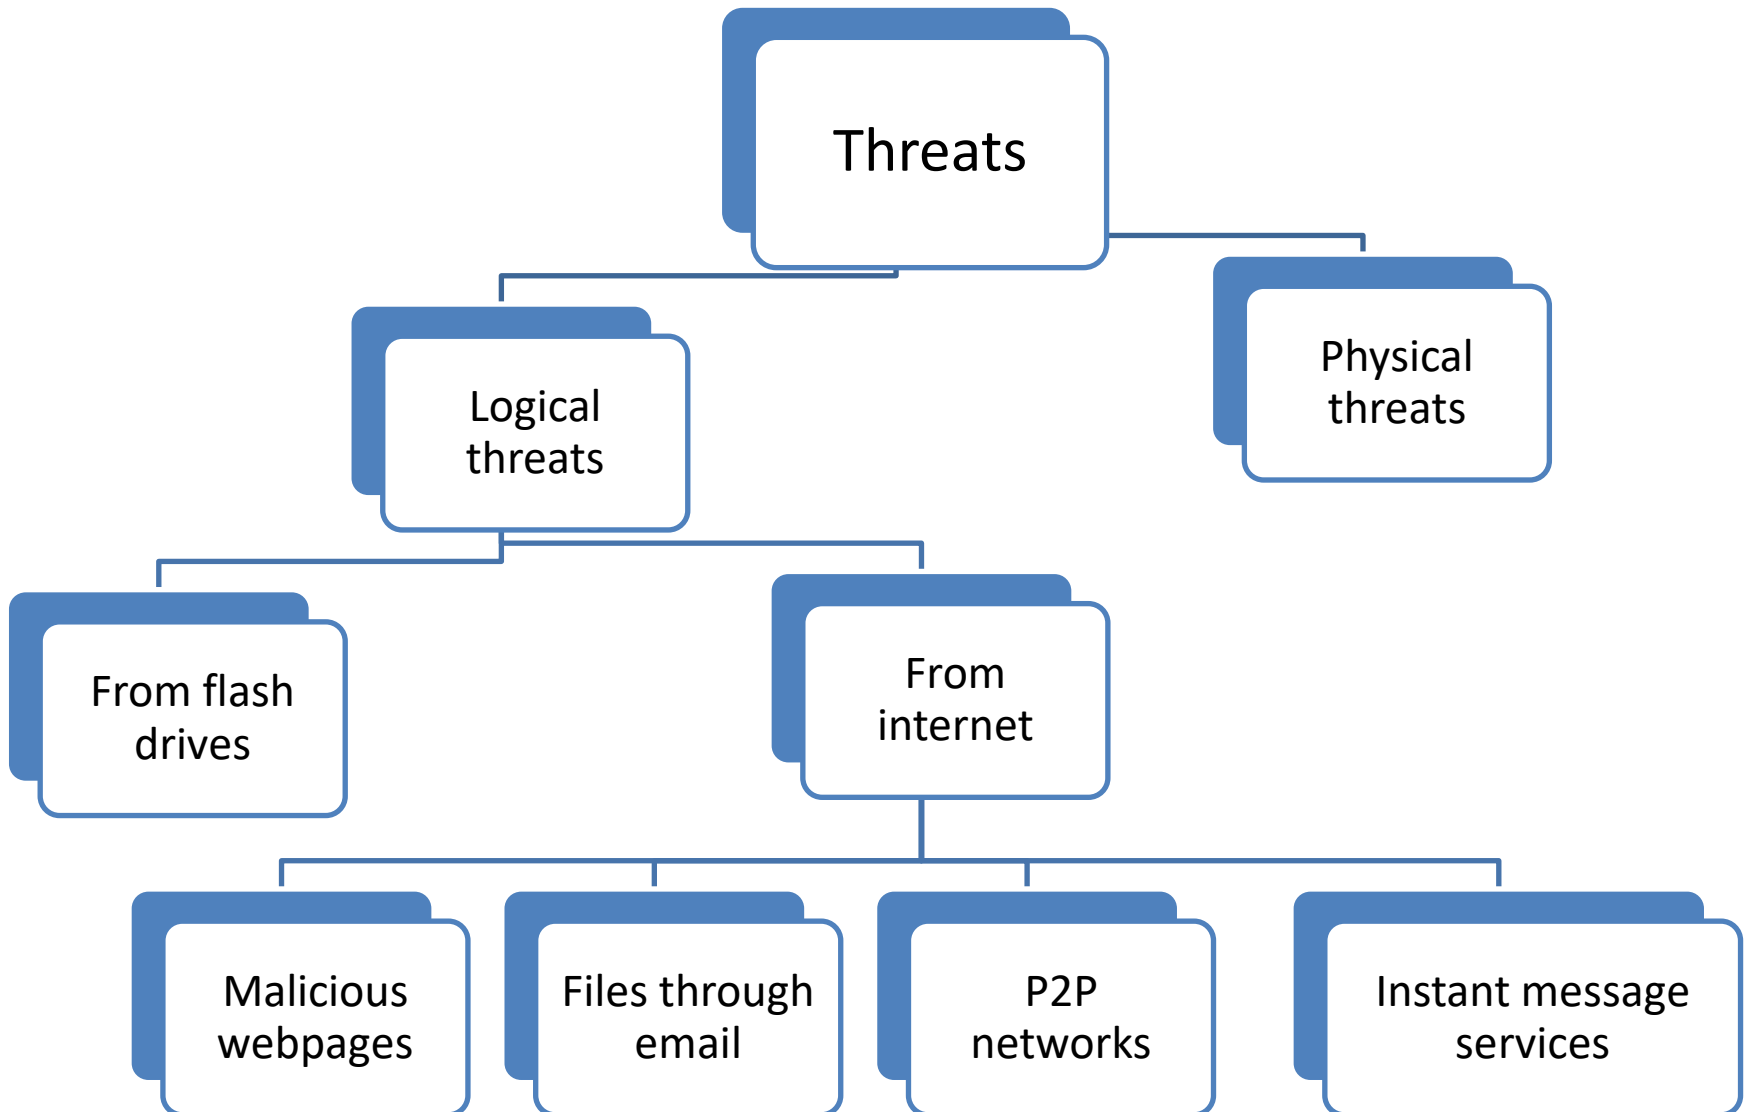 Threats
Physical
threats
Logical
threats
From flash
drives
From
internet
Malicious
webpages
Files through
email
P2P
networks
Instant message
services